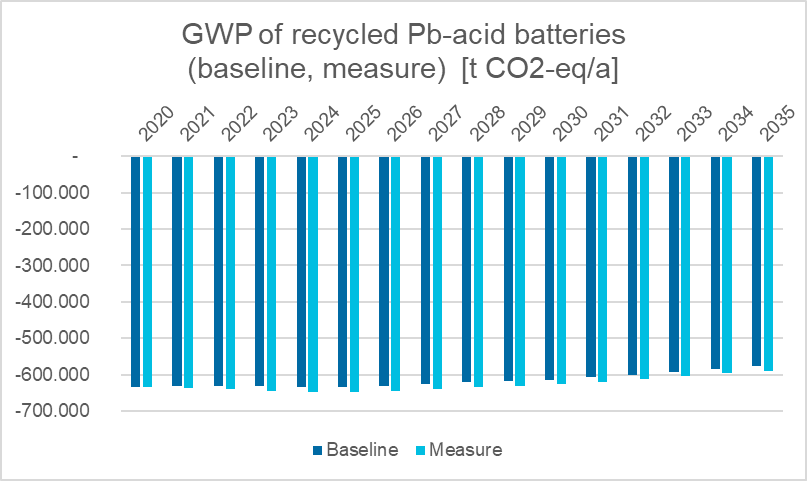 GWP of recycled Pb-acid batteries
(baseline, measure) [t CO2-eq/a]
2020 2021 2022 2023 2024 2025 2026 2027 2028 2029 2030 2031 2032 2033 2034 2035
-
-100.000
-200.000
-300.000
-400.000
-500.000
-600.000
-700.000
Baseline Measure